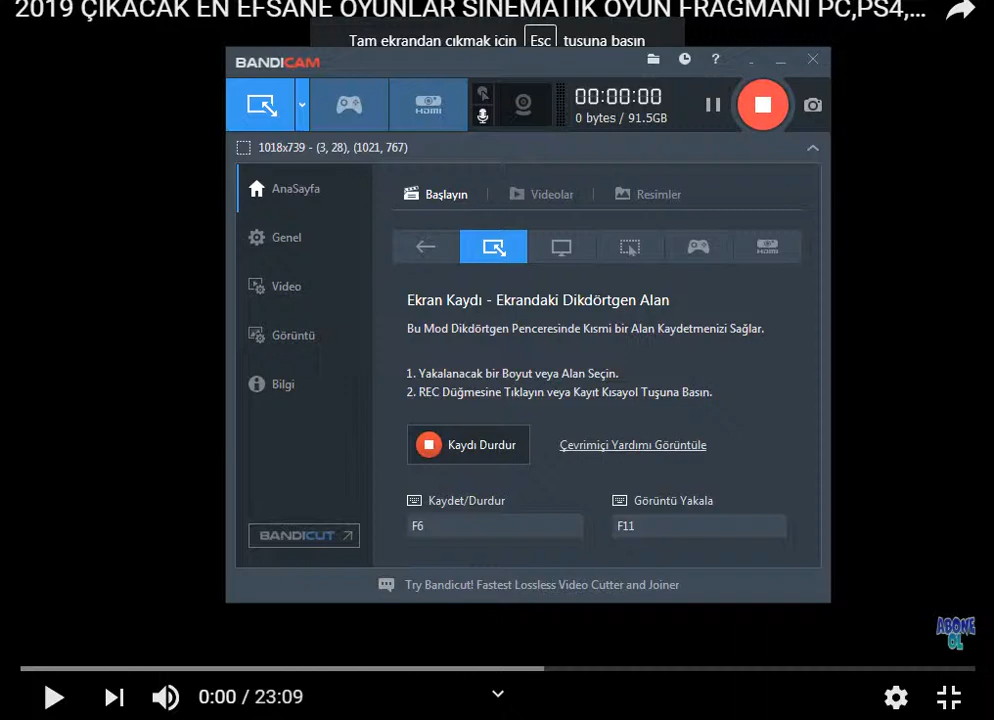 2019 ÇIKACAK EN EFSANE OYUNLAR SİNEMATİK OYUN FRAGMANI PC,PS4,...
Tam ekrandan çıkmak için Esc tuşuna basın
BANDICAM
?
HDMI
00:00:00
0 bytes / 91.5GB
1018x739 - (3, 28), (1021, 767)
AnaSayfa
Genel
Video
Görüntü
Bilgi
BANDICUT
Başlayın
Videolar
Resimler
HDMI
Ekran Kaydı - Ekrandaki Dikdörtgen Alan
Bu Mod Dikdörtgen Penceresinde Kısmi bir Alan Kaydetmenizi Sağlar.
1. Yakalanacak bir Boyut veya Alan Seçin.
2. REC Düğmesine Tıklayın veya Kayıt Kısayol Tuşuna Basın.
Kaydı Durdur
Çevrimiçi Yardımı Görüntüle
Kaydet/Durdur
Görüntü Yakala
F6
F11
Try Bandicut! Fastest Lossless Video Cutter and Joiner
ABONE
OL
0:00 / 23:09